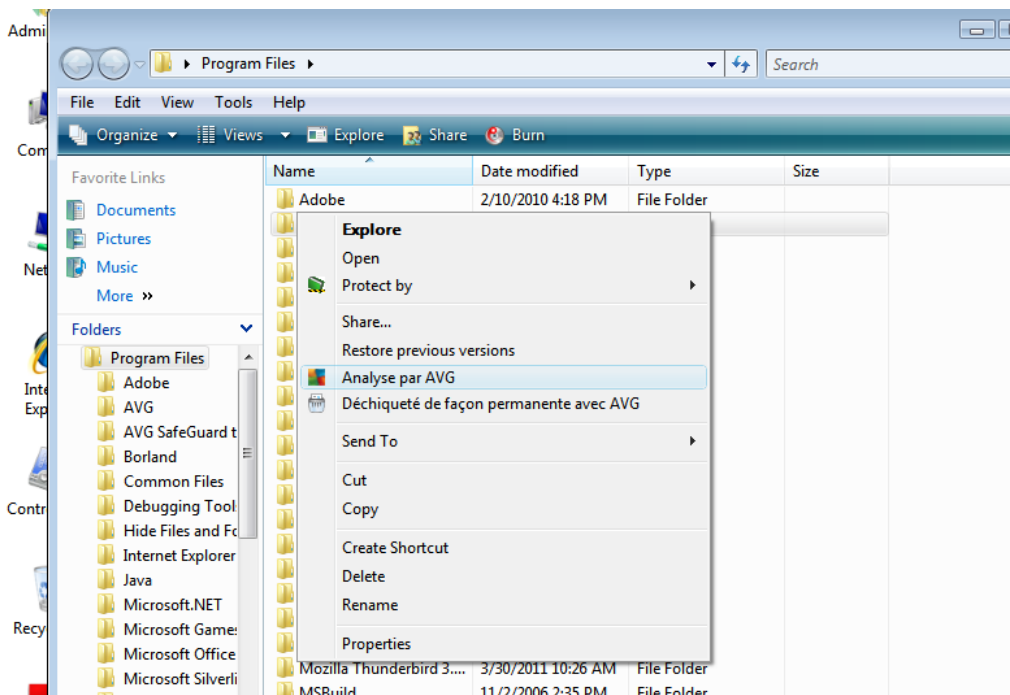 Admi
Program Files
Search
File Edit View Tools Help
Organize Views Explore Share Burn
Com
Favorite Links
Name Date modified Type Size
Documents
Adobe 2/10/2010 4:18 PM File Folder
Pictures
Music
Net
More »
Folders
Program Files
Adobe
Inte
Exp
AVG
AVG SafeGuard t
Borland
Common Files
Contr
Debugging Tool
Hide Files and Fo
Internet Explorer
Java
Microsoft.NET
Recy
Microsoft Games
Microsoft Office
Microsoft Silverli
Explore
Open
Protect by
Share...
Restore previous versions
Analyse par AVG
Déchiqueté de façon permanente avec AVG
Send To
Cut
Copy
Create Shortcut
Delete
Rename
Properties
Mozilla Thunderbird 3.... 3/30/2011 10:26 AM File Folder
MSBuild 11/2/2006 2:35 PM File Folder